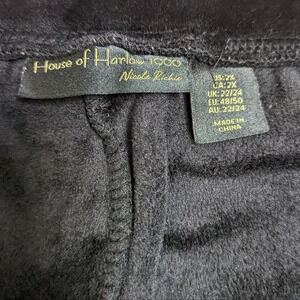 House of Harlow 1960
Nicole Richie
US: 2X
CA: 2X
UK: 22/24
EU: 48/50
AU: 22/24
MADE IN
CHINA